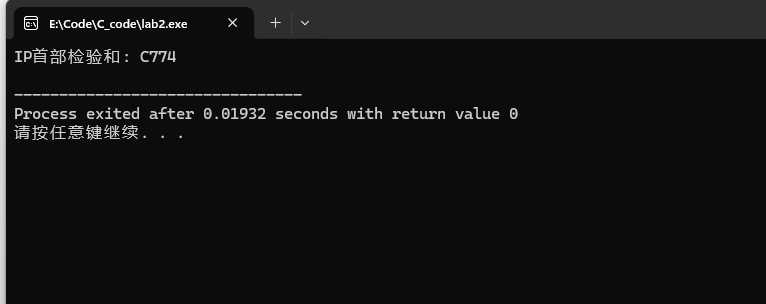 E:\Code\C_code\lab2.exe
IP首部检验和: C774
--------------------------------
Process exited after 0.01932 seconds with return value 0
请按任意键继续. . .